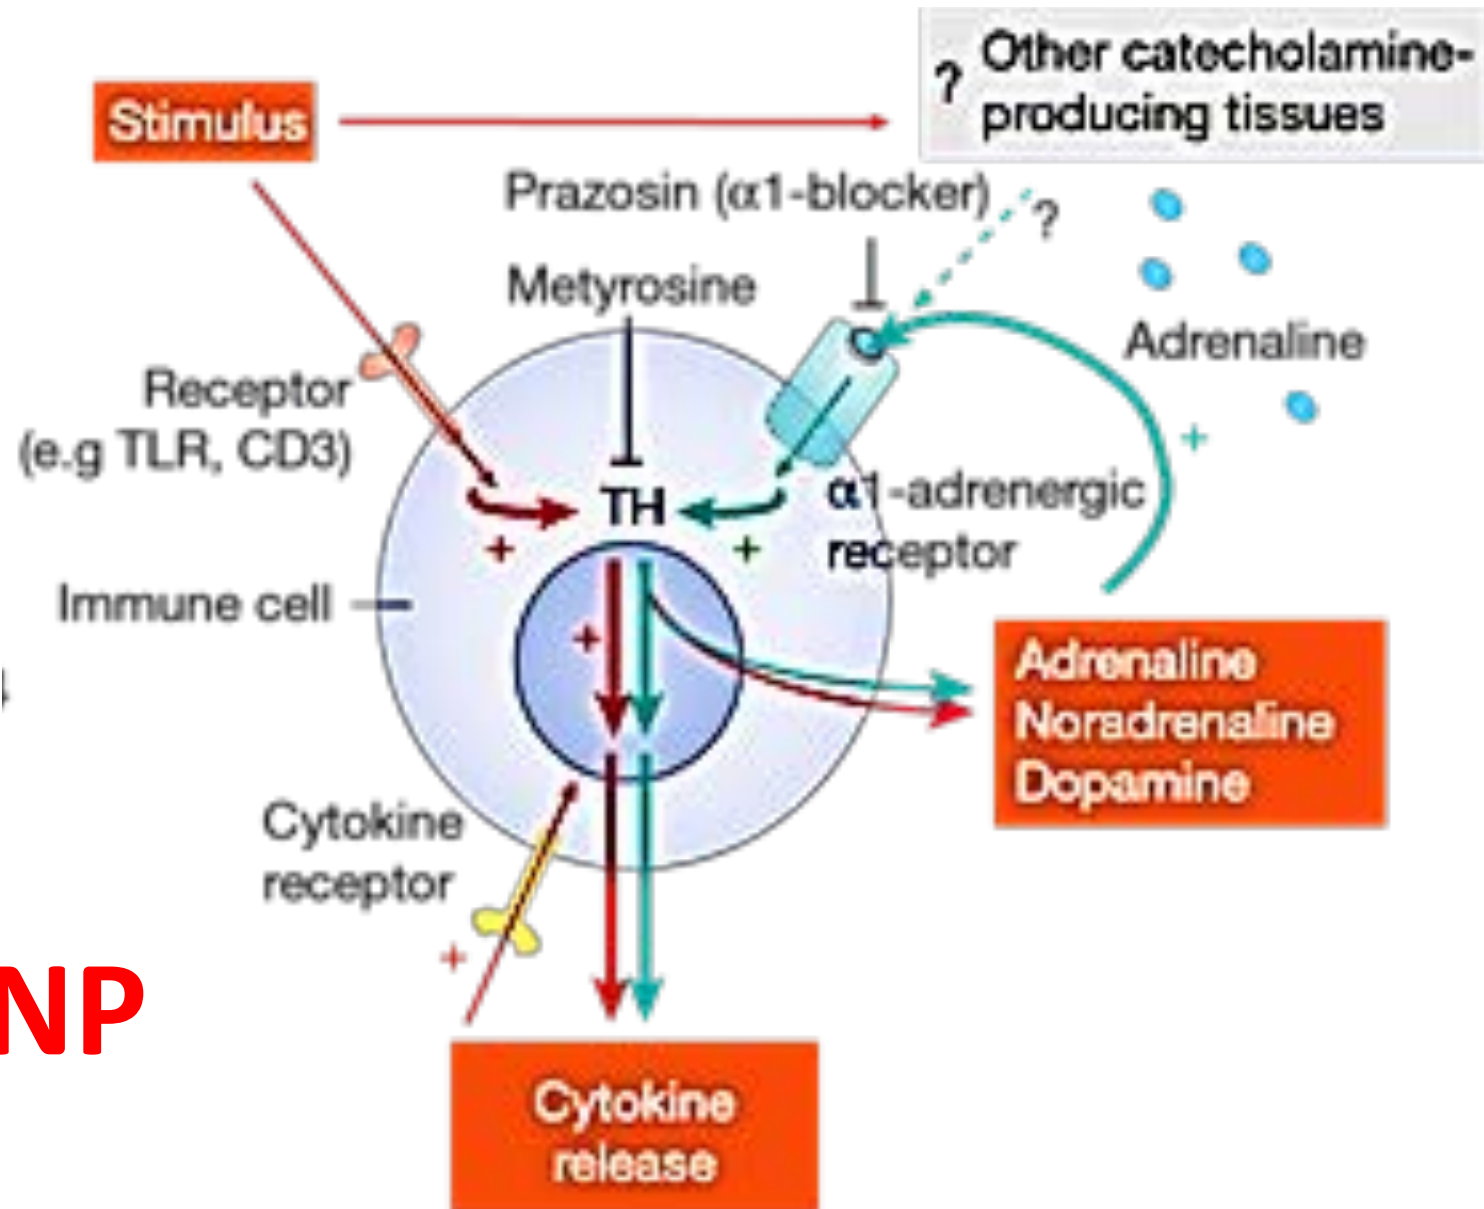 Other catecholamine-
? producing tissues
Stimulus
Prazosin (α1-blocker)
?
Metyrosine
Adrenaline
Receptor
(e.g TLR, CD3)
+
TH
α1-adrenergic
receptor
+
+
Immune cell
+
Adrenaline
Noradrenaline
Dopamine
Cytokine
receptor
+
NP
Cytokine
release